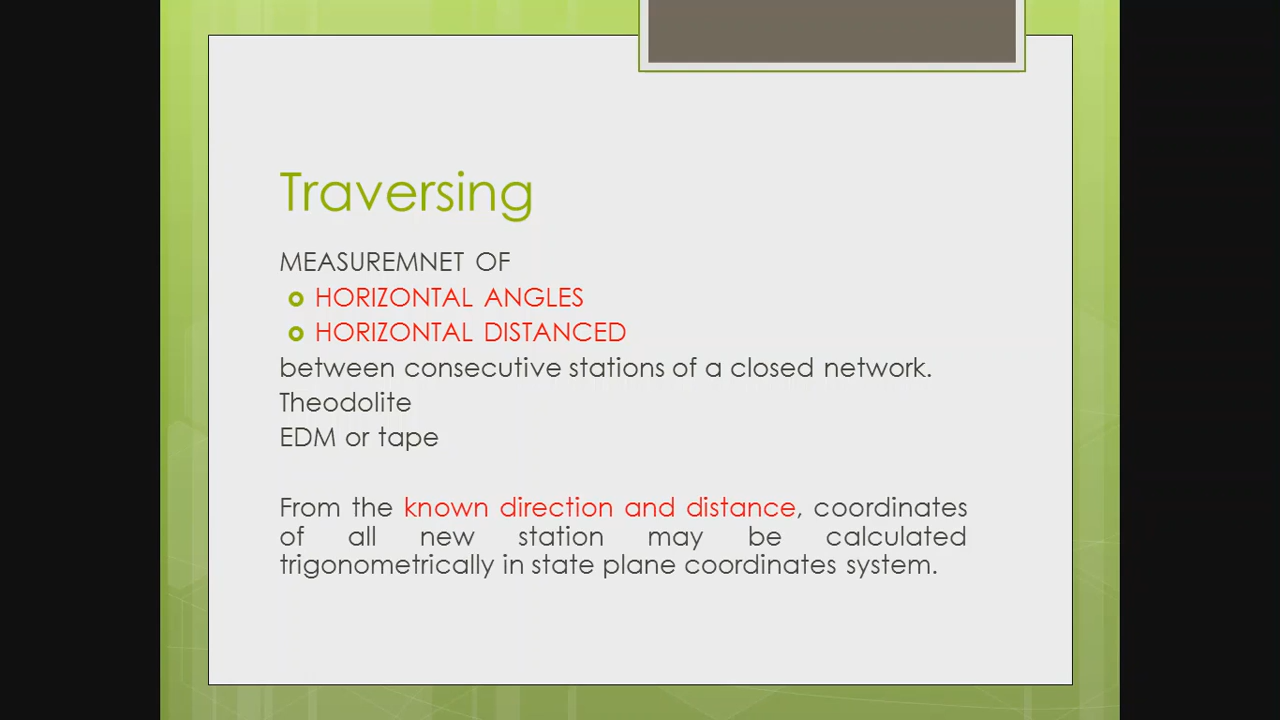 Traversing
MEASUREMNET OF
HORIZONTAL ANGLES
HORIZONTAL DISTANCED
between consecutive stations of a closed network.
Theodolite
EDM or tape
From the known direction and distance, coordinates
of all new station may be calculated
trigonometrically in state plane coordinates system.